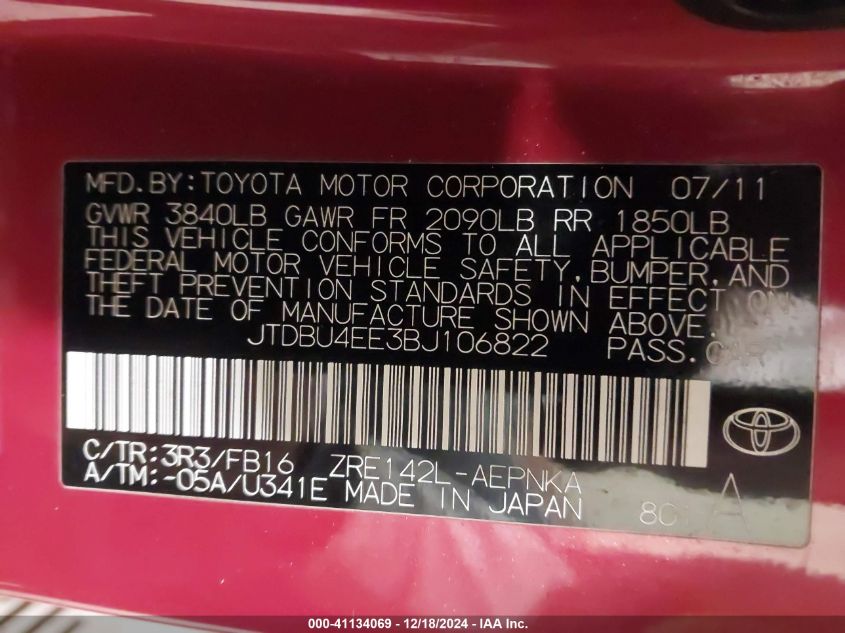 MFD.BY:TOYOTA MOTOR CORPORATION 07/11
GVWR 3840LB GAWR FR 2090LB RR 1850LB
THIS VEHICLE CONFORMS TO ALL APPLICABLE
FEDERAL MOTOR VEHICLE SAFETY,BUMPER,AND
THEFT PREVENTION STANDARDS IN EFFECT ON
THE DATE OF MANUFACTURE SHOWN ABOVE.
JTDBU4EE3BJ106822 PASS.CAR
C/TR:3R3/FB16 ZRE142L-AEPNKA
A/TM:-05A/U341E MADE IN JAPAN
A
000-41134069 - 12/18/2024 - IAA Inc.